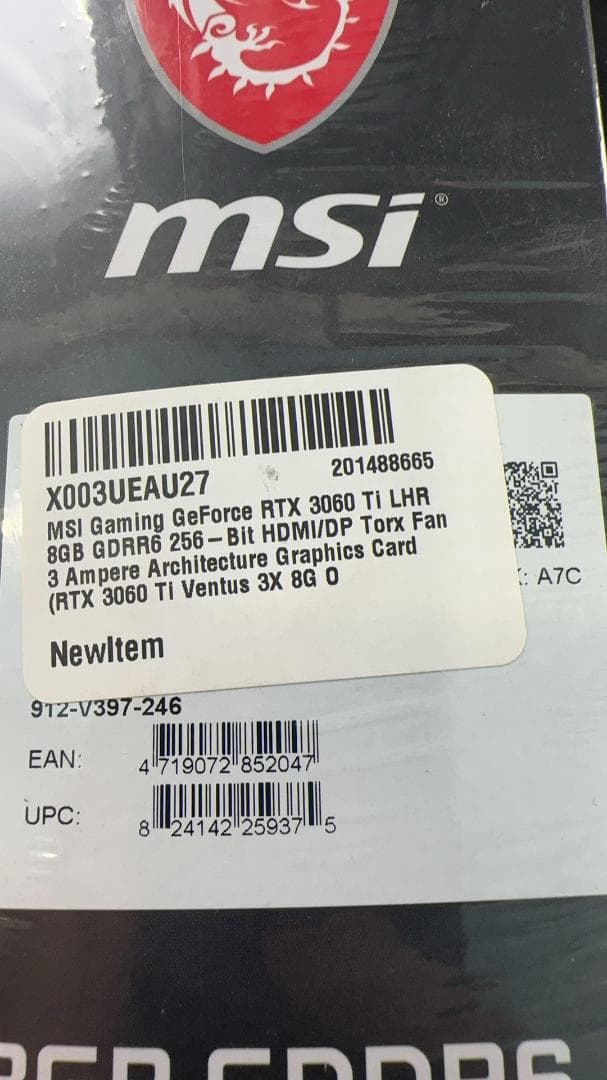 msi®
X003UEAU27
201488665
MSI Gaming GeForce RTX 3060 Ti LHR
8GB GDRR6 256-Bit HDMI/DP Torx Fan
3 Ampere Architecture Graphics Card
(RTX 3060 Ti Ventus 3X 8G O
NewItem
: A7C
912-V397-246
EAN:
4 719072 852047
UPC:
8 24142 25937 5